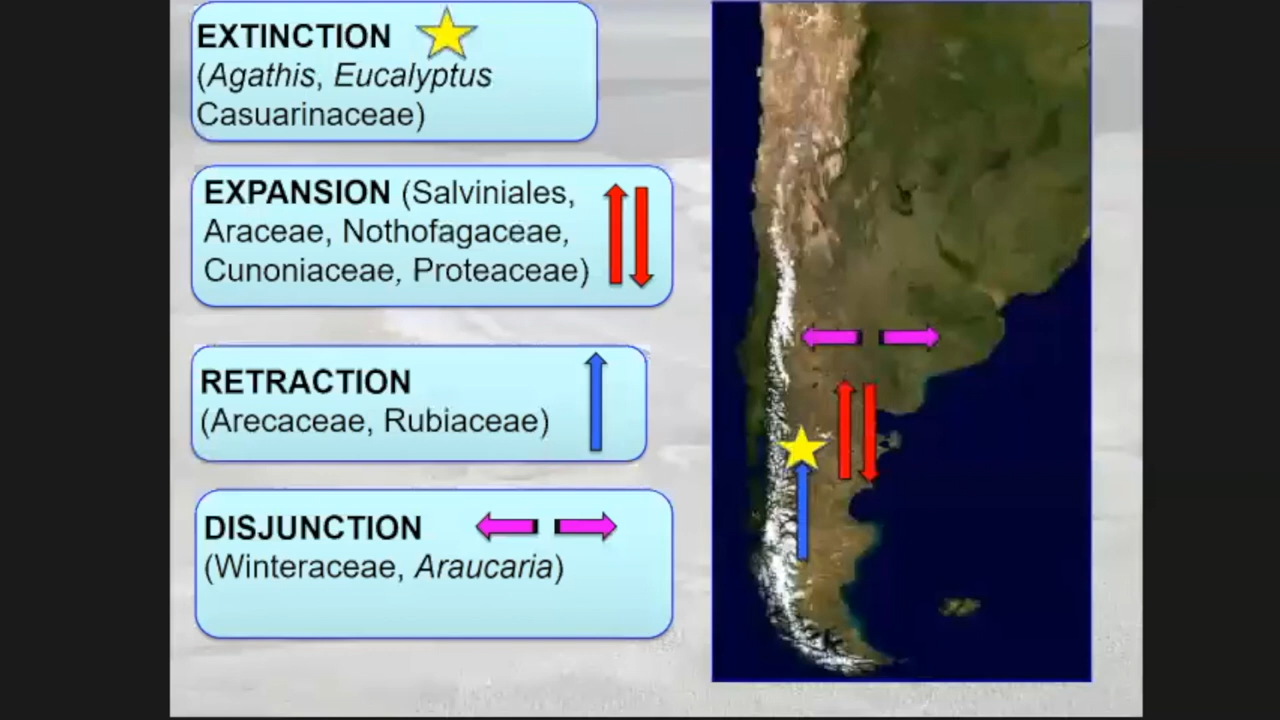 EXTINCTION
(Agathis, Eucalyptus
Casuarinaceae)
EXPANSION (Salviniales,
Araceae, Nothofagaceae,
Cunoniaceae, Proteaceae)
RETRACTION
(Arecaceae, Rubiaceae)
DISJUNCTION
(Winteraceae, Araucaria)